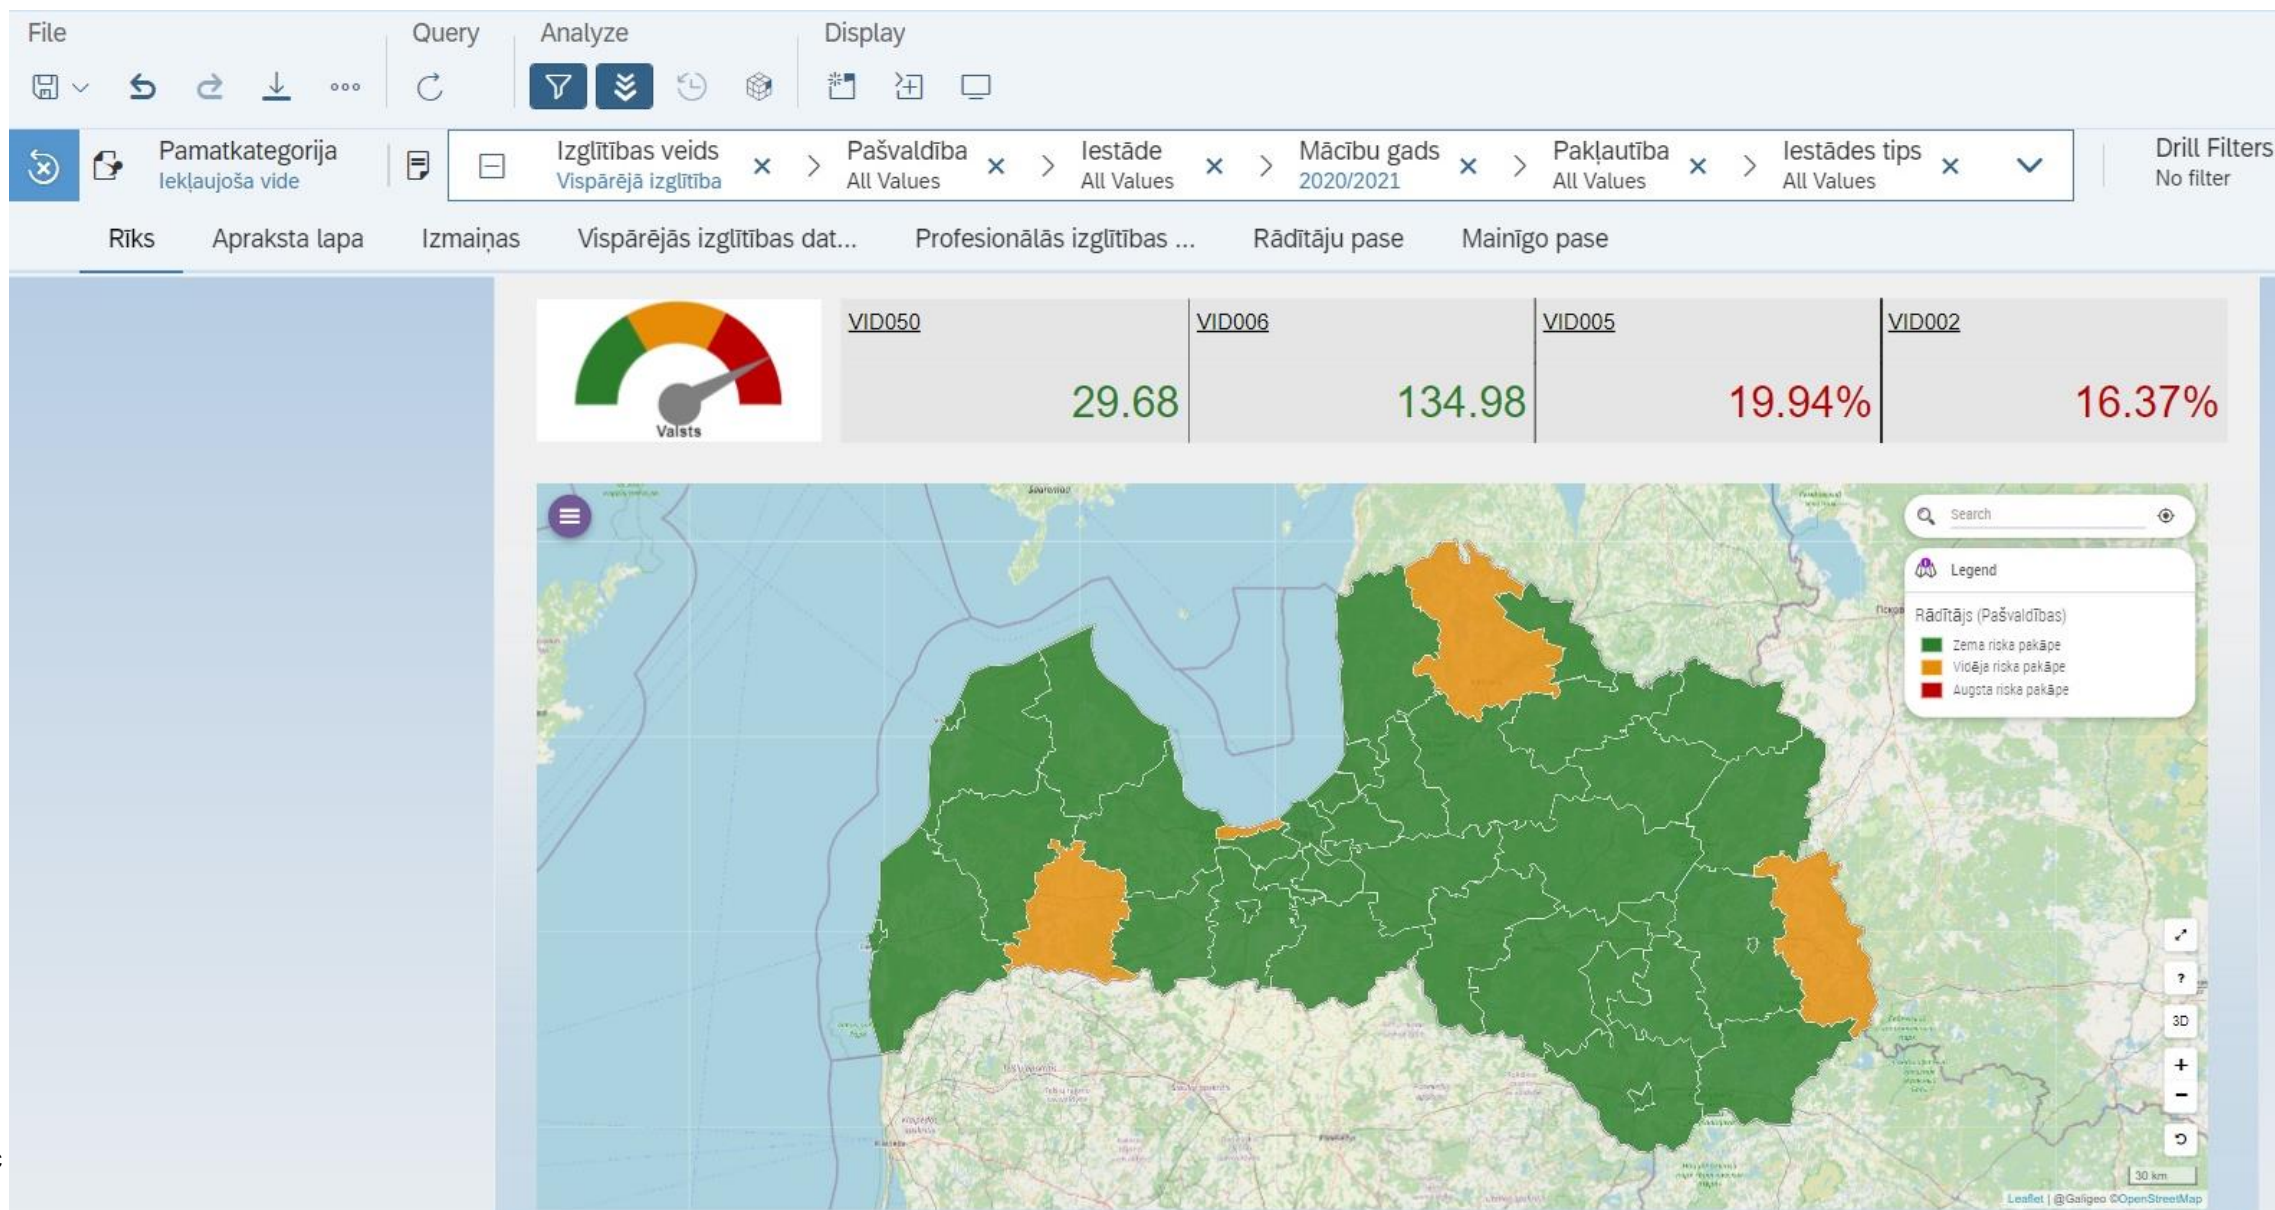 File
Query
Analyze
Display
Pamatkategorija
Iekļaujoša vide
Izglītības veids
Vispārējā izglītība
Pašvaldība
All Values
Iestāde
All Values
Mācību gads
2020/2021
Pakļautība
All Values
Iestādes tips
All Values
Drill Filters
No filter
Rīks
Apraksta lapa
Izmaiņas
Vispārējās izglītības dat...
Profesionālās izglītības ...
Rādītāju pase
Mainīgo pase
Valsts
VID050
29.68
VID006
134.98
VID005
19.94%
VID002
16.37%
Saaremaa
Search
Legend
Rādītājs (Pašvaldības)
Zema riska pakāpe
Vidēja riska pakāpe
Augsta riska pakāpe
?
3D
+
-
30 km
Leaflet | @Galigeo ©OpenStreetMap